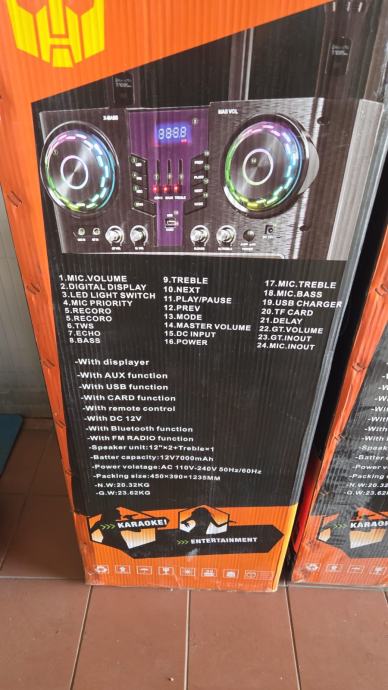 X-BASS
MAS VOL
8888
1.MIC.VOLUME
2.DIGITAL DISPLAY
3.LED LIGHT SWITCH
4.MIC PRIORITY
5.RECORO
5.RECORO
6.TWS
7.ECHO
8.BASS
9.TREBLE
10.NEXT
11.PLAY/PAUSE
12.PREV
13.MODE
14.MASTER VOLUME
15.DC INPUT
16.POWER
17.MIC.TREBLE
18.MIC.BASS
19.USB CHARGER
20.TF CARD
21.DELAY
22.GT.VOLUME
23.GT.INOUT
24.MIC.INOUT
-With displayer
-With AUX function
-With USB function
-With CARD function
-With remote control
-With DC 12V
-With Bluetooth function
-With FM RADIO function
-Speaker unit:12"×2+Treble×1
-Batter capacity:12V7000mAh
-Power volatage:AC 110V-240V 50Hz/60Hz
-Packing size:450×390×1235MM
-N.W:20.32KG
-G.W:23.62KG
>>> KARAOKE!
>>> ENTERTAINMENT